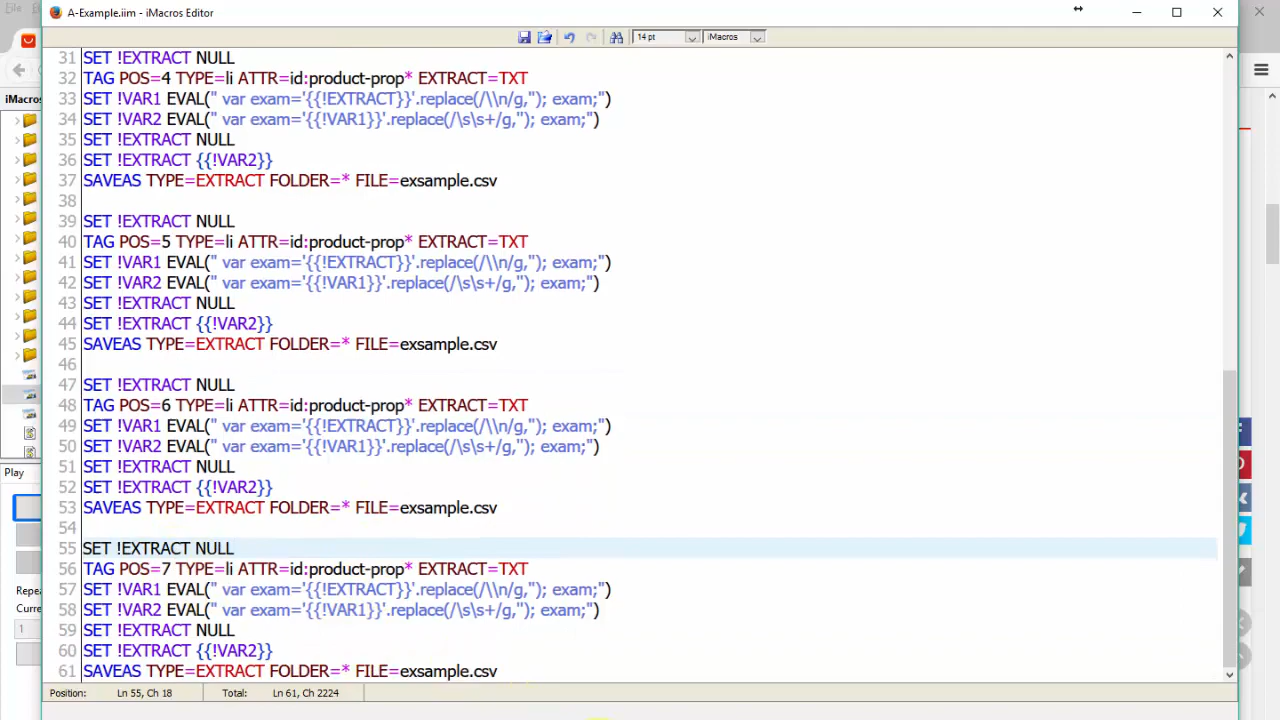 File
A-Example.iim - iMacros Editor
14 pt
iMacros
31 SET !EXTRACT NULL
32 TAG POS=4 TYPE=li ATTR=id:product-prop* EXTRACT=TXT
33 SET !VAR1 EVAL(" var exam='{{!EXTRACT}}'.replace(/\\n/g,''); exam;")
34 SET !VAR2 EVAL(" var exam='{{!VAR1}}'.replace(/\s\s+/g,''); exam;")
35 SET !EXTRACT NULL
36 SET !EXTRACT {{!VAR2}}
37 SAVEAS TYPE=EXTRACT FOLDER=* FILE=exsample.csv
38
39 SET !EXTRACT NULL
40 TAG POS=5 TYPE=li ATTR=id:product-prop* EXTRACT=TXT
41 SET !VAR1 EVAL(" var exam='{{!EXTRACT}}'.replace(/\\n/g,''); exam;")
42 SET !VAR2 EVAL(" var exam='{{!VAR1}}'.replace(/\s\s+/g,''); exam;")
43 SET !EXTRACT NULL
44 SET !EXTRACT {{!VAR2}}
45 SAVEAS TYPE=EXTRACT FOLDER=* FILE=exsample.csv
46
47 SET !EXTRACT NULL
48 TAG POS=6 TYPE=li ATTR=id:product-prop* EXTRACT=TXT
49 SET !VAR1 EVAL(" var exam='{{!EXTRACT}}'.replace(/\\n/g,''); exam;")
50 SET !VAR2 EVAL(" var exam='{{!VAR1}}'.replace(/\s\s+/g,''); exam;")
51 SET !EXTRACT NULL
52 SET !EXTRACT {{!VAR2}}
53 SAVEAS TYPE=EXTRACT FOLDER=* FILE=exsample.csv
54
55 SET !EXTRACT NULL
56 TAG POS=7 TYPE=li ATTR=id:product-prop* EXTRACT=TXT
57 SET !VAR1 EVAL(" var exam='{{!EXTRACT}}'.replace(/\\n/g,''); exam;")
58 SET !VAR2 EVAL(" var exam='{{!VAR1}}'.replace(/\s\s+/g,''); exam;")
59 SET !EXTRACT NULL
60 SET !EXTRACT {{!VAR2}}
61 SAVEAS TYPE=EXTRACT FOLDER=* FILE=exsample.csv
Position: Ln 55, Ch 18 Total: Ln 61, Ch 2224
iMacros
Play
Repea
Curre
1